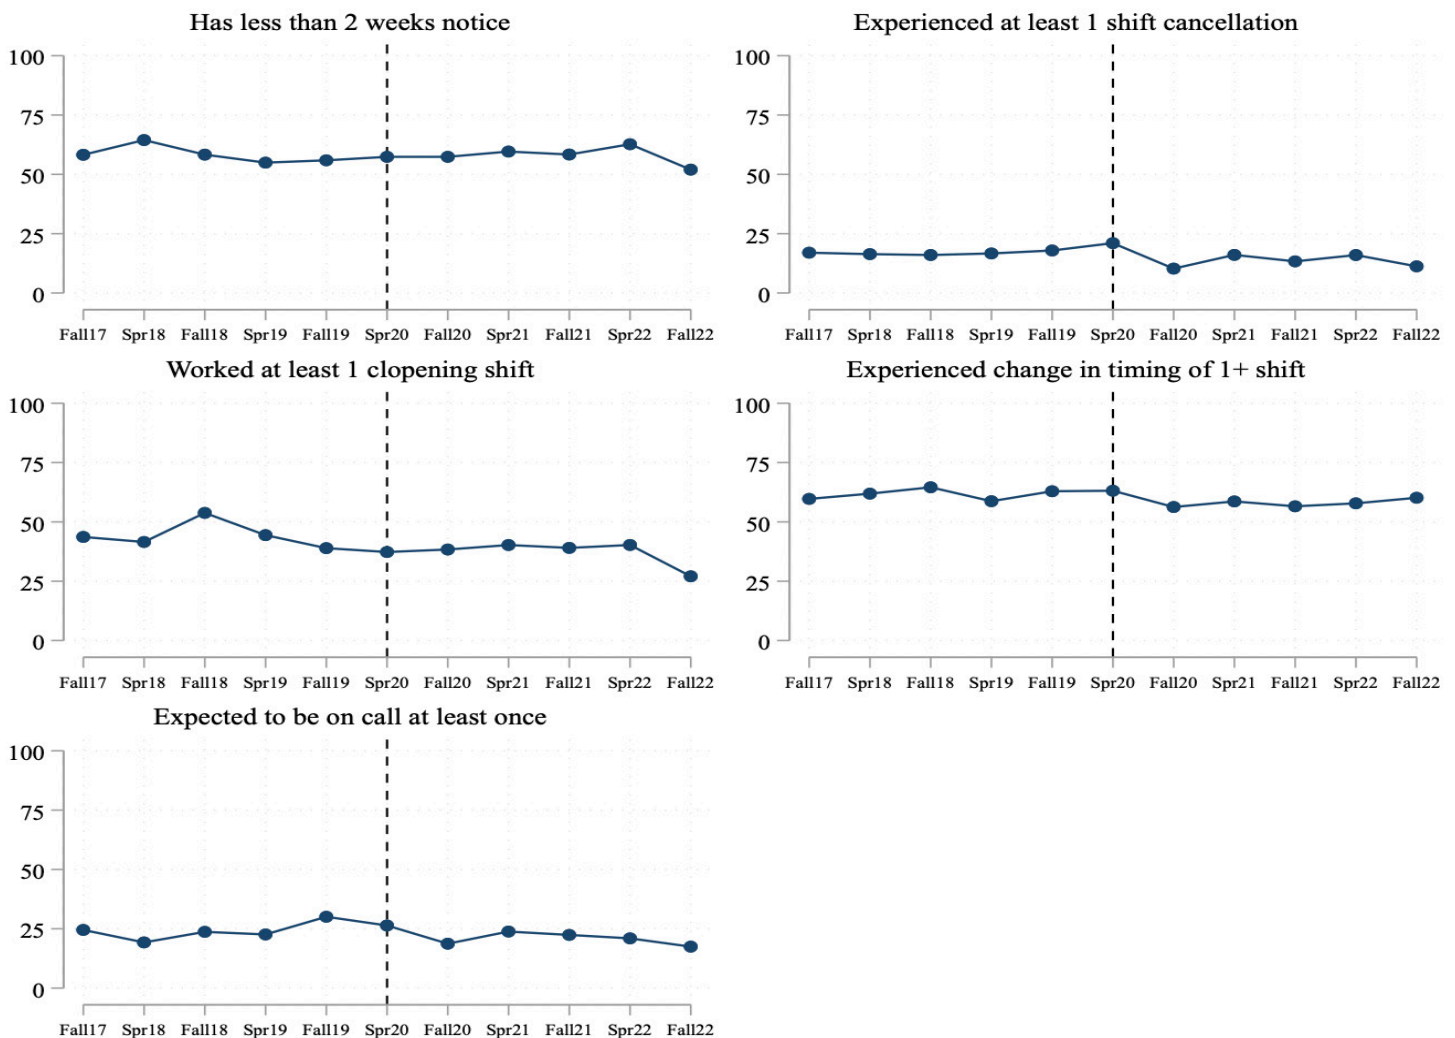 Has less than 2 weeks notice
100
75
50
25
0
Fall17 Spr18 Fall18 Spr19 Fall19 Spr20 Fall20 Spr21 Fall21 Spr22 Fall22
Experienced at least 1 shift cancellation
100
75
50
25
0
Fall17 Spr18 Fall18 Spr19 Fall19 Spr20 Fall20 Spr21 Fall21 Spr22 Fall22
Worked at least 1 clopening shift
100
75
50
25
0
Fall17 Spr18 Fall18 Spr19 Fall19 Spr20 Fall20 Spr21 Fall21 Spr22 Fall22
Experienced change in timing of 1+ shift
100
75
50
25
0
Fall17 Spr18 Fall18 Spr19 Fall19 Spr20 Fall20 Spr21 Fall21 Spr22 Fall22
Expected to be on call at least once
100
75
50
25
0
Fall17 Spr18 Fall18 Spr19 Fall19 Spr20 Fall20 Spr21 Fall21 Spr22 Fall22